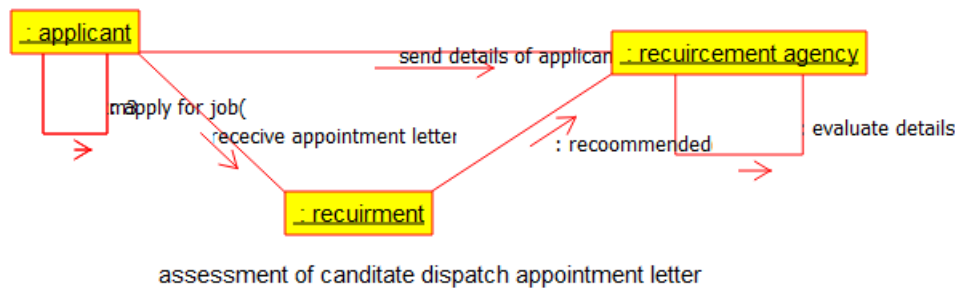 : applicant
send details of applican
: recuircement agency
apply for job(
: evaluate details
rececive appointment letter
: recoommended
: recuirment
assessment of canditate dispatch appointment letter